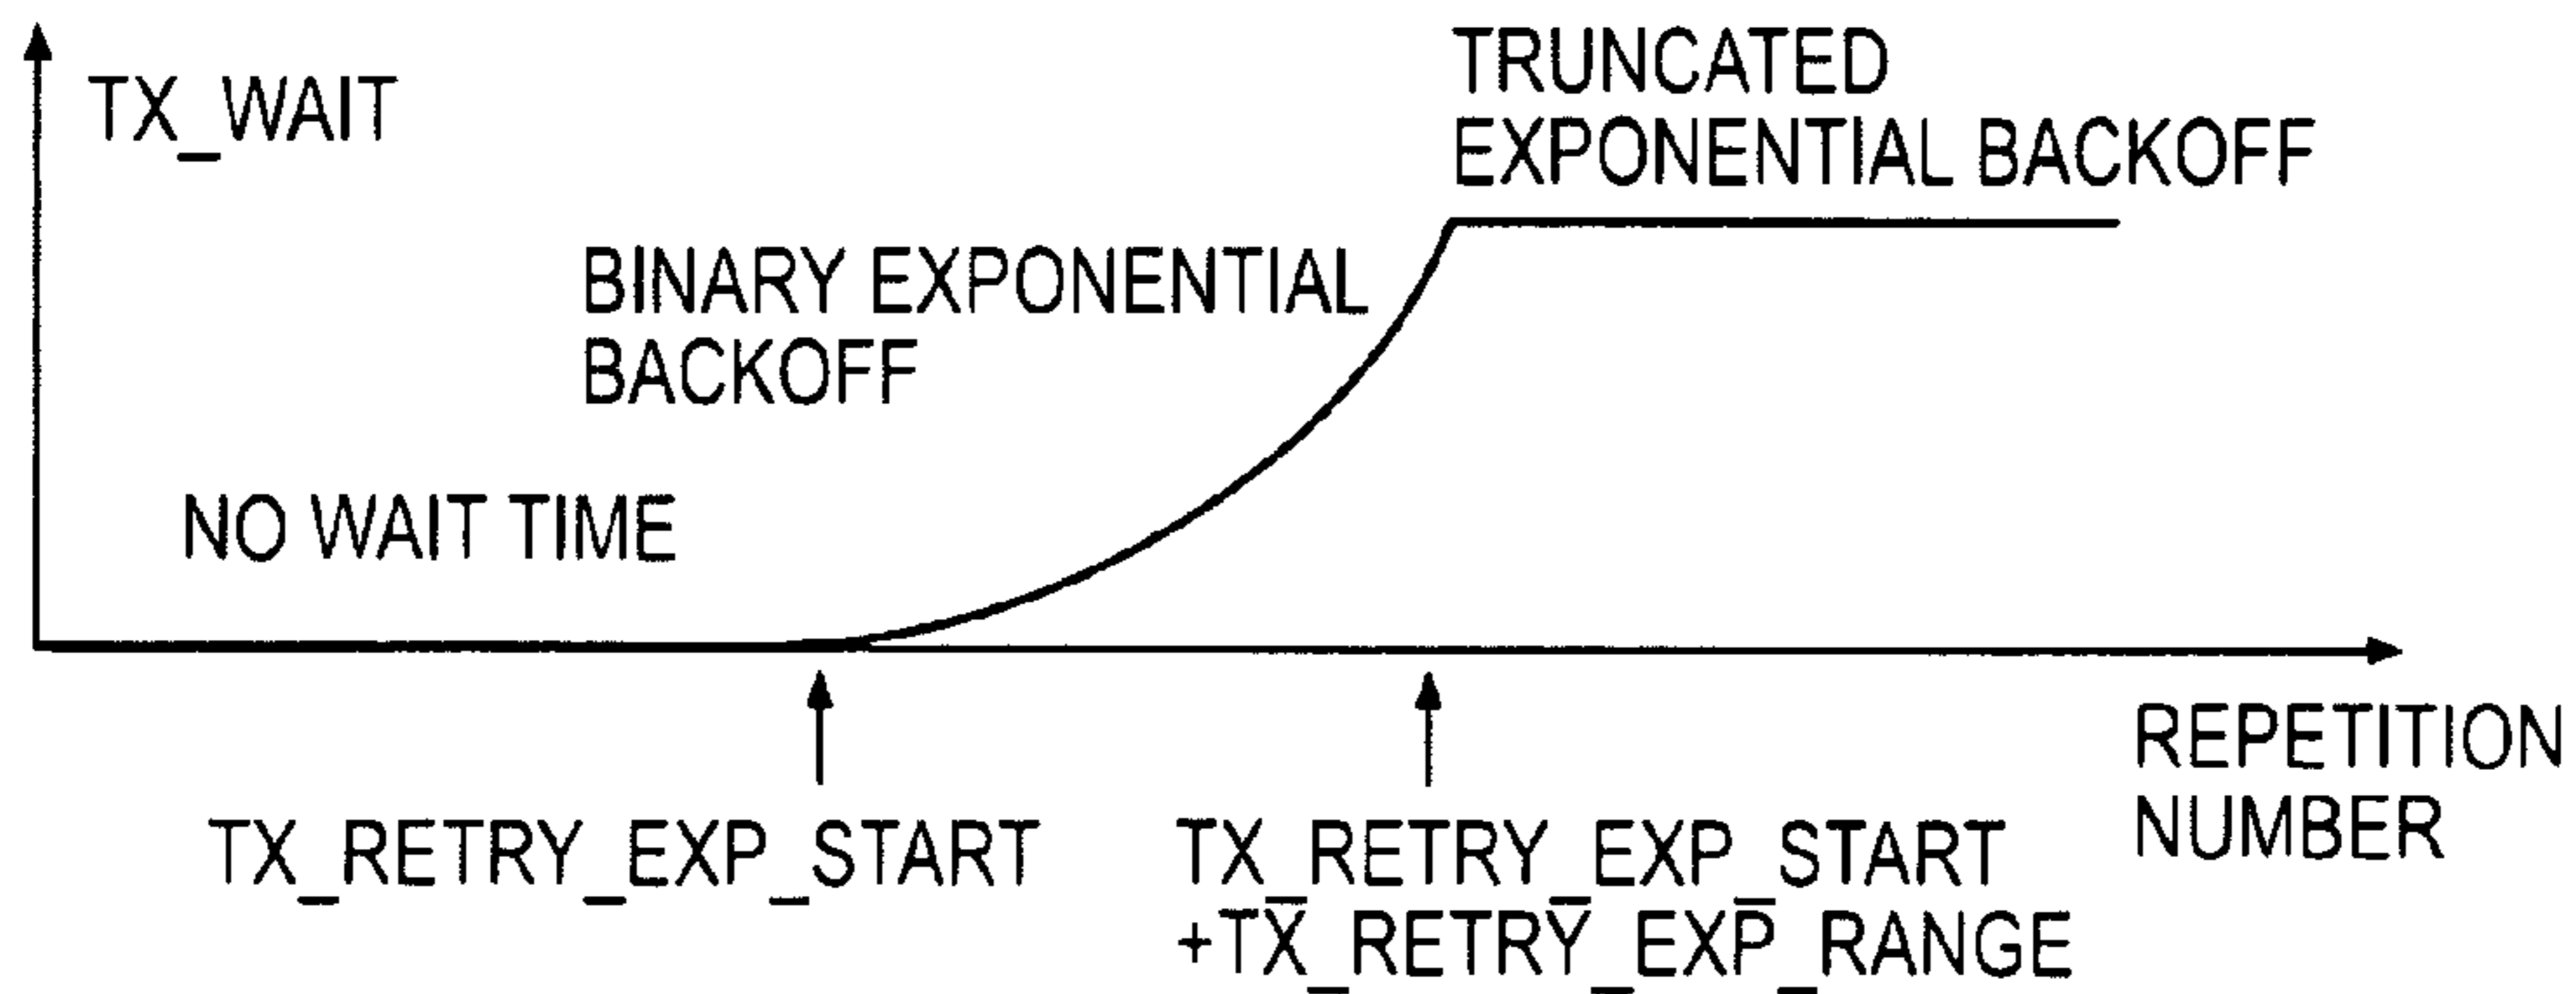 TX_WAIT
TRUNCATED
EXPONENTIAL BACKOFF
BINARY EXPONENTIAL
BACKOFF
NO WAIT TIME
REPETITION
NUMBER
TX_RETRY_EXP_START
TX_RETRY_EXP_START
+TX_RETRY_EXP_RANGE